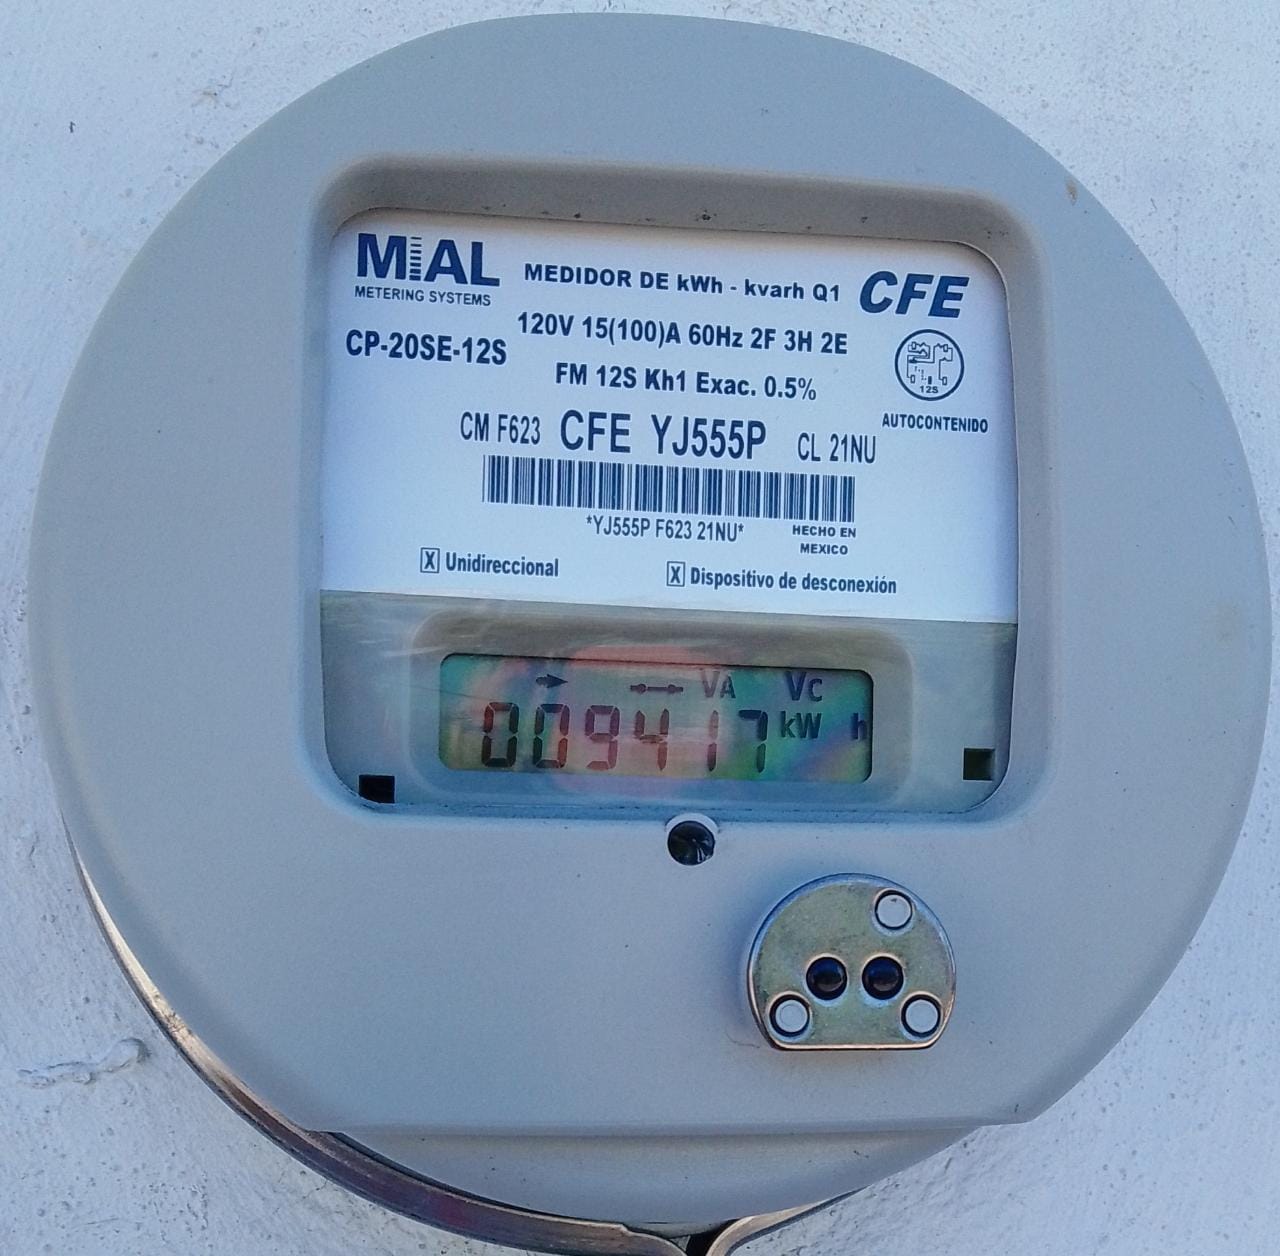 MIAL
METERING SYSTEMS
MEDIDOR DE kWh - kvarh Q1
CFE
120V 15(100)A 60Hz 2F 3H 2E
CP-20SE-12S
FM 12S Kh1 Exac. 0.5%
12S
AUTOCONTENIDO
CM F623 CFE YJ555P CL 21NU
*YJ555P F623 21NU*
HECHO EN
MEXICO
X Unidireccional
X Dispositivo de desconexión
VA Vc
009417 kW h